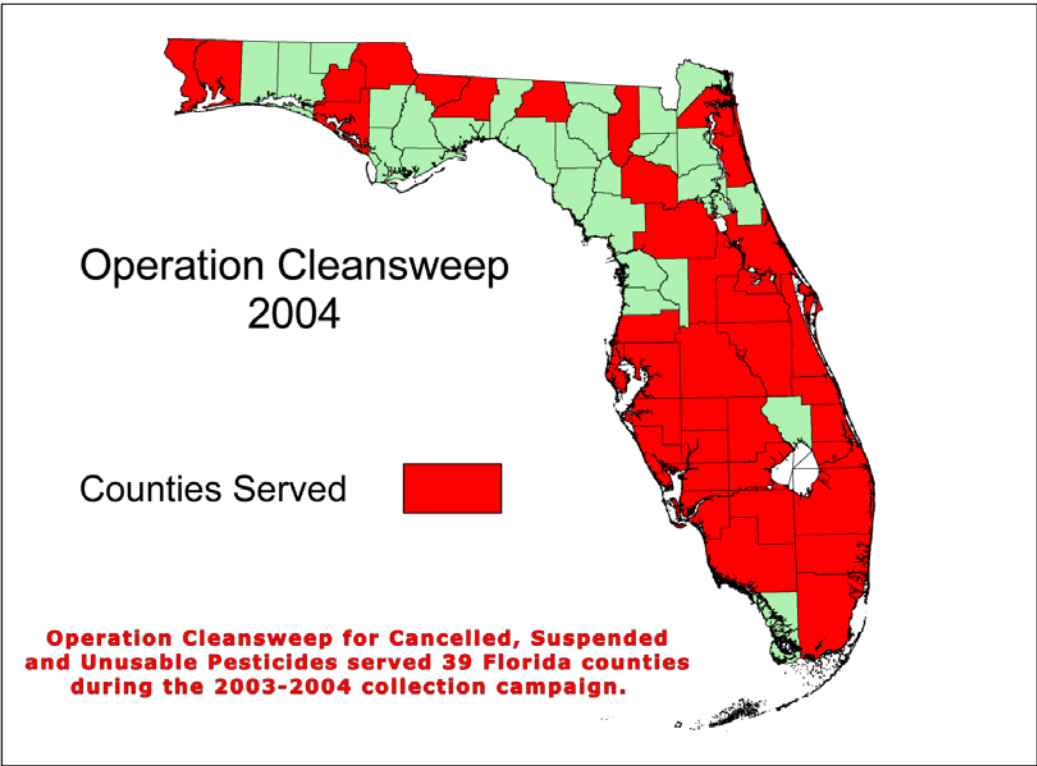 Operation Cleansweep
2004
Counties Served
Operation Cleansweep for Cancelled, Suspended
and Unusable Pesticides served 39 Florida counties
during the 2003-2004 collection campaign.